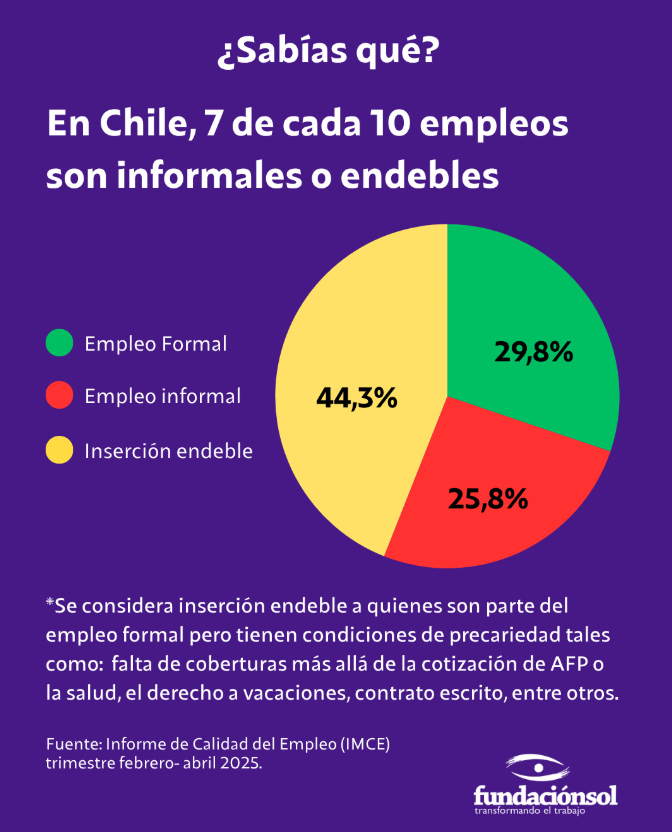 ¿Sabías qué?
En Chile, 7 de cada 10 empleos
son informales o endebles
Empleo Formal
Empleo informal
Inserción endeble
29,8%
44,3%
25,8%
*Se considera inserción endeble a quienes son parte del
empleo formal pero tienen condiciones de precariedad tales
como: falta de coberturas más allá de la cotización de AFP o
la salud, el derecho a vacaciones, contrato escrito, entre otros.
Fuente: Informe de Calidad del Empleo (IMCE)
trimestre febrero- abril 2025.
fundaciónsol
transformando el trabajo